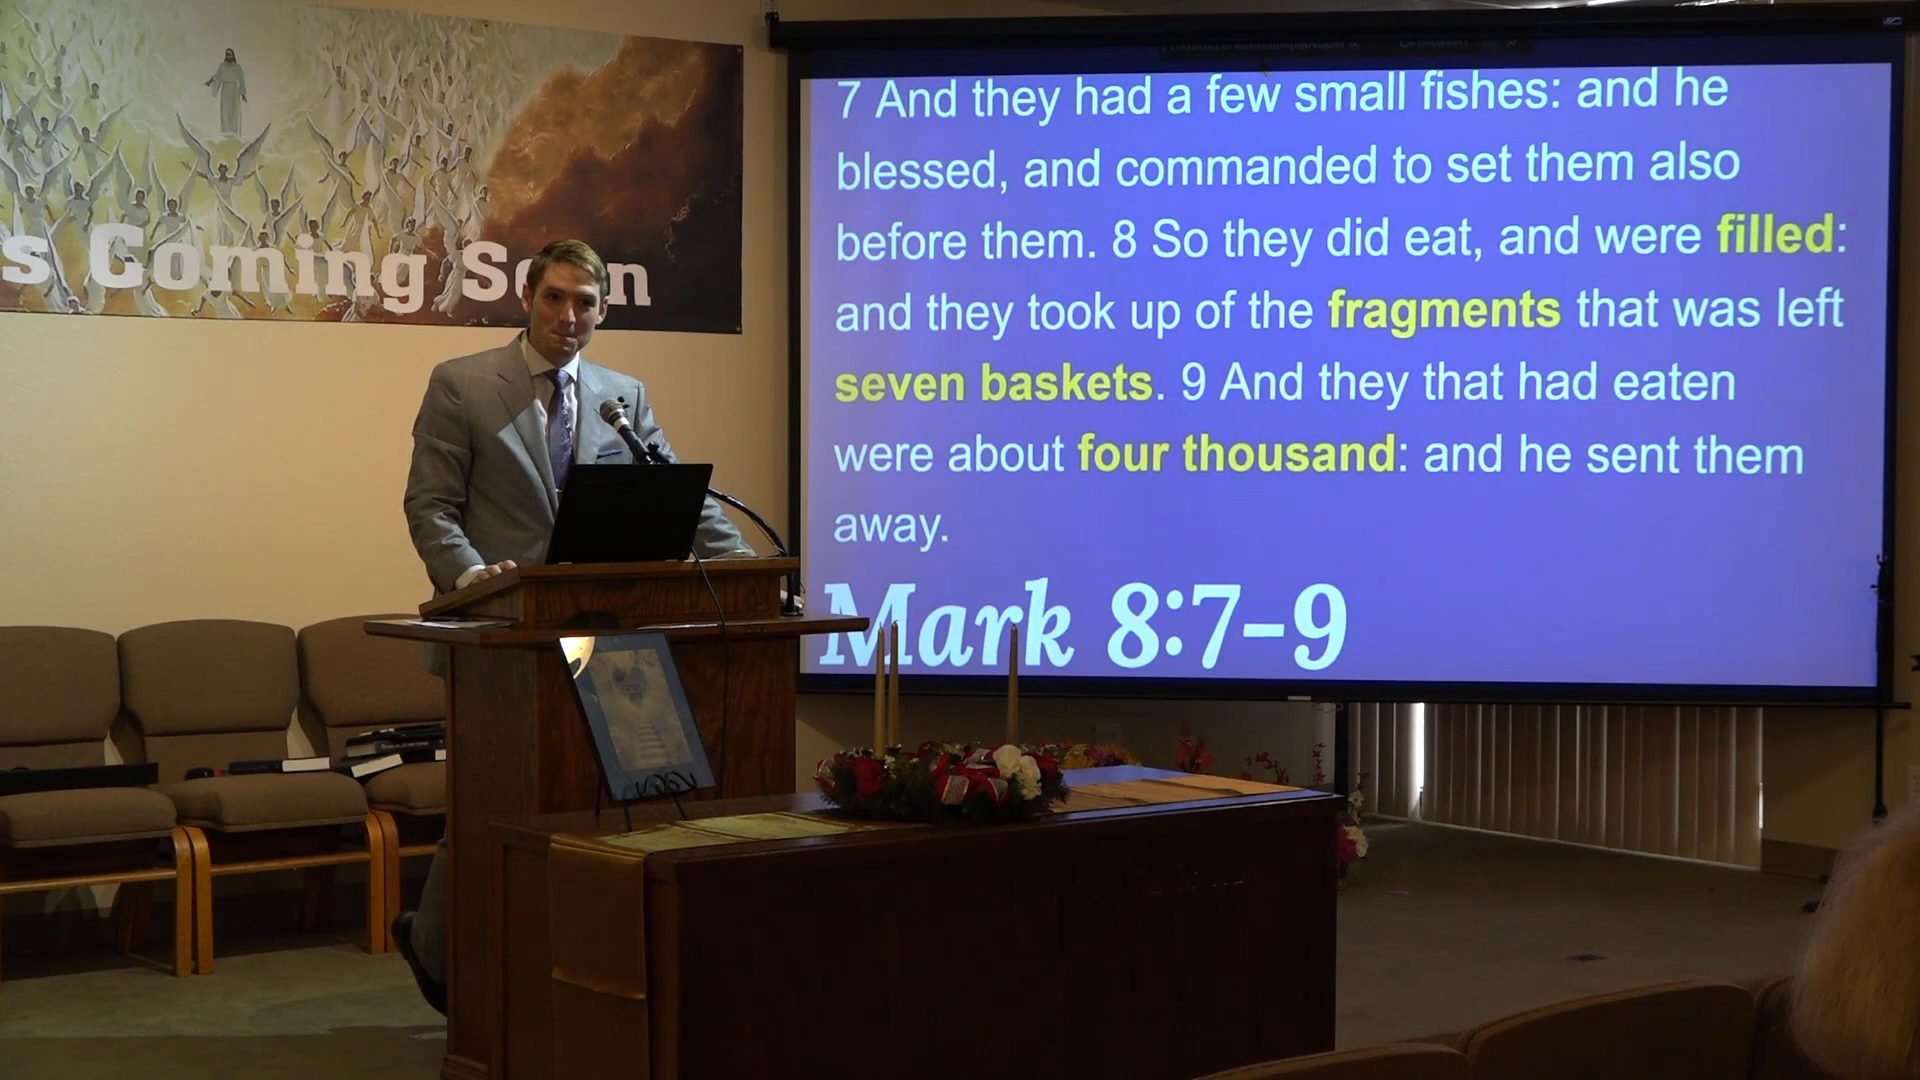 s Coming Soon
7 And they had a few small fishes: and he
blessed, and commanded to set them also
before them. 8 So they did eat, and were filled:
and they took up of the fragments that was left
seven baskets. 9 And they that had eaten
were about four thousand: and he sent them
away.
Mark 8:7-9